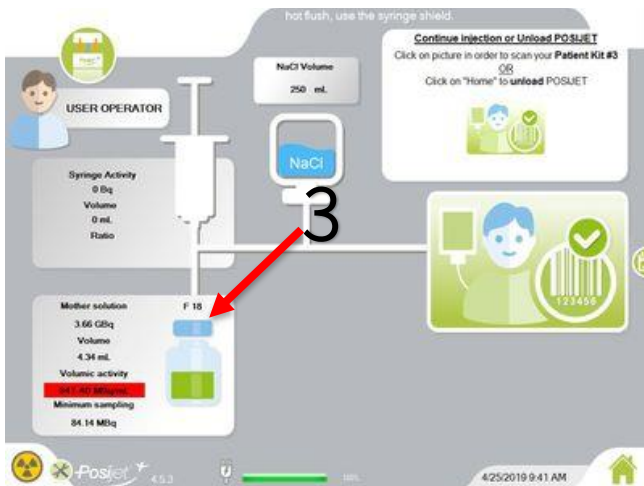 hot flush, use the syringe shield.
Continue injection or Unload POSIJET
Click on picture in order to scan your Patient Kit #3
OR
Click on "Home" to unload POSIJET
NaCl Volume
250 mL
USER OPERATOR
NaCl
3
Syringe Activity
0 Bq
Volume
0 mL
Ratio
123456
Mother solution
F 18
3.66 GBq
Volume
4.34 mL
Volumic activity
Minimum sampling
84.14 MBq
Posijet +
4.5.3
4/25/2019 9:41 AM